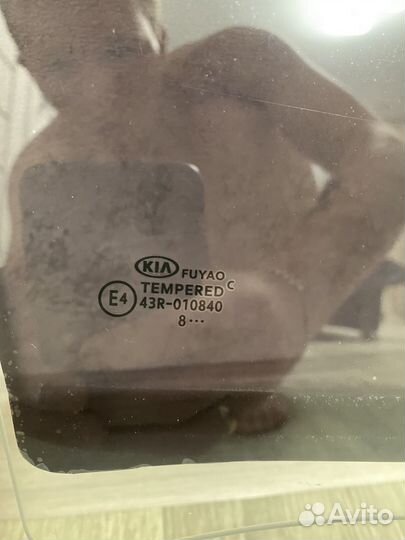 KIA FUYAO
TEMPERED C
E4 43R-010840
8···
Avito